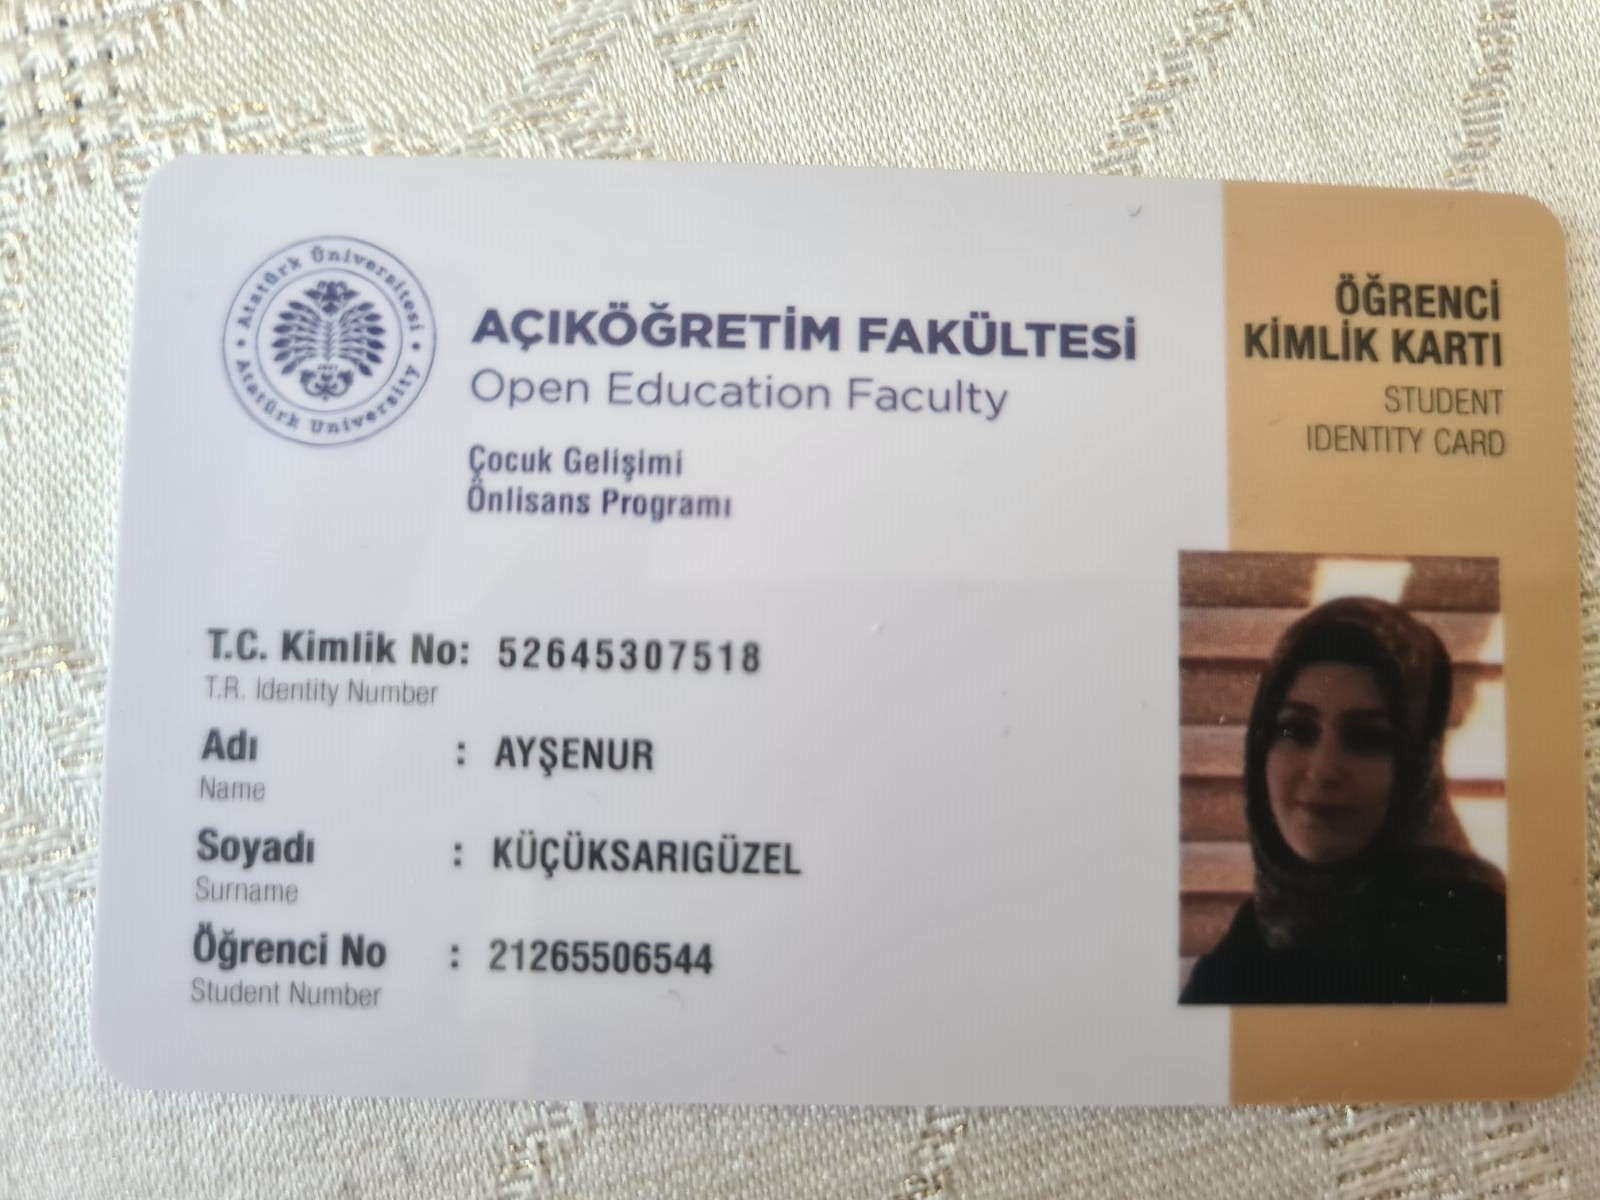 Atatürk Üniversitesi
Atatürk University
AÇIKÖĞRETİM FAKÜLTESİ
Open Education Faculty
Çocuk Gelişimi
Önlisans Programı
ÖĞRENCİ
KİMLİK KARTI
STUDENT
IDENTITY CARD
T.C. Kimlik No: 52645307518
T.R. Identity Number
Adı : AYŞENUR
Name
Soyadı : KÜÇÜKSARIGÜZEL
Surname
Öğrenci No : 21265506544
Student Number